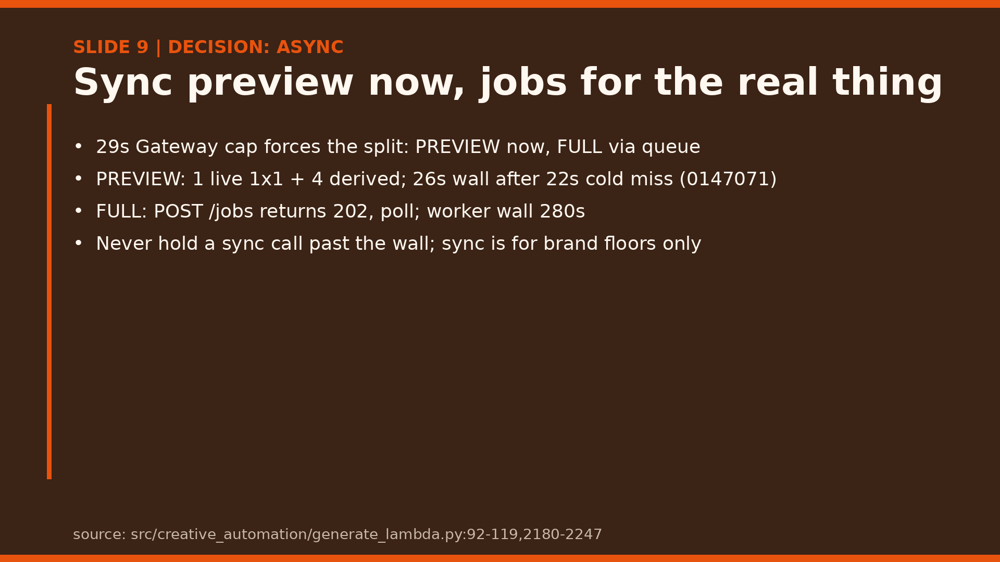 SLIDE 9 | DECISION: ASYNC
Sync preview now, jobs for the real thing
• 29s Gateway cap forces the split: PREVIEW now, FULL via queue
• PREVIEW: 1 live 1x1 + 4 derived; 26s wall after 22s cold miss (0147071)
• FULL: POST /jobs returns 202, poll; worker wall 280s
• Never hold a sync call past the wall; sync is for brand floors only
source: src/creative_automation/generate_lambda.py:92-119,2180-2247